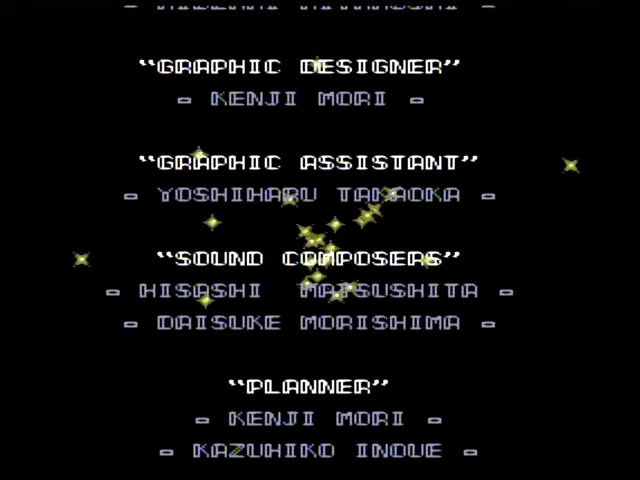 “GRAPHIC DESIGNER”
- KENJI MORI -
“GRAPHIC ASSISTANT”
- YOSHIHARU TAKAOKA -
“SOUND COMPOSERS”
- HISASHI MATSUSHITA -
- DAISUKE MORISHIMA -
“PLANNER”
- KENJI MORI -
- KAZUHIKO INOUE -